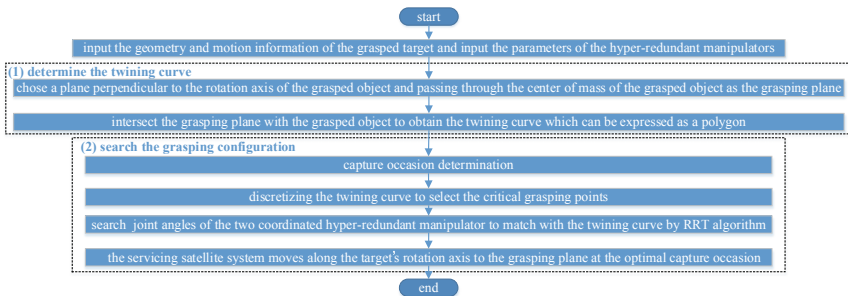 start
input the geometry and motion information of the grasped target and input the parameters of the hyper-redundant manipulators
(1) determine the twining curve
chose a plane perpendicular to the rotation axis of the grasped object and passing through the center of mass of the grasped object as the grasping plane
intersect the grasping plane with the grasped object to obtain the twining curve which can be expressed as a polygon
(2) search the grasping configuration
capture occasion determination
discretizing the twining curve to select the critical grasping points
search joint angles of the two coordinated hyper-redundant manipulator to match with the twining curve by RRT algorithm
the servicing satellite system moves along the target's rotation axis to the grasping plane at the optimal capture occasion
end